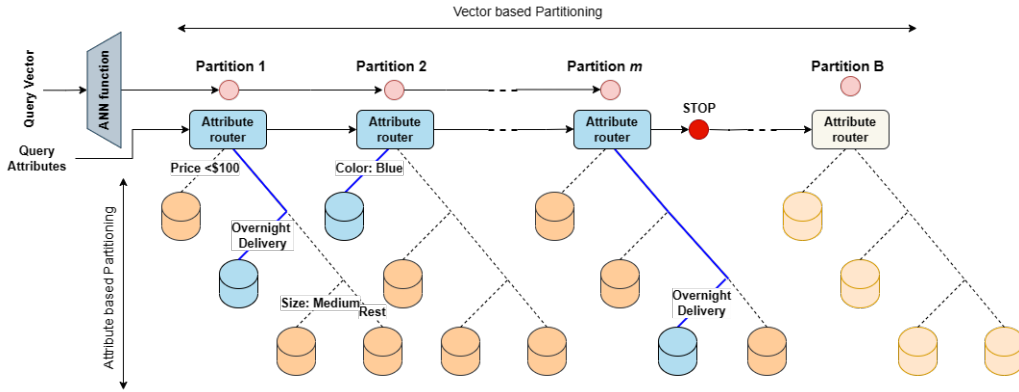 Vector based Partitioning
Query Vector
ANN function
Partition 1
Partition 2
Partition m
Partition B
STOP
Attribute
router
Attribute
router
Attribute
router
Attribute
router
Query
Attributes
Price <$100
Color: Blue
Attribute based Partitioning
Overnight
Delivery
Size: Medium
Rest
Overnight
Delivery